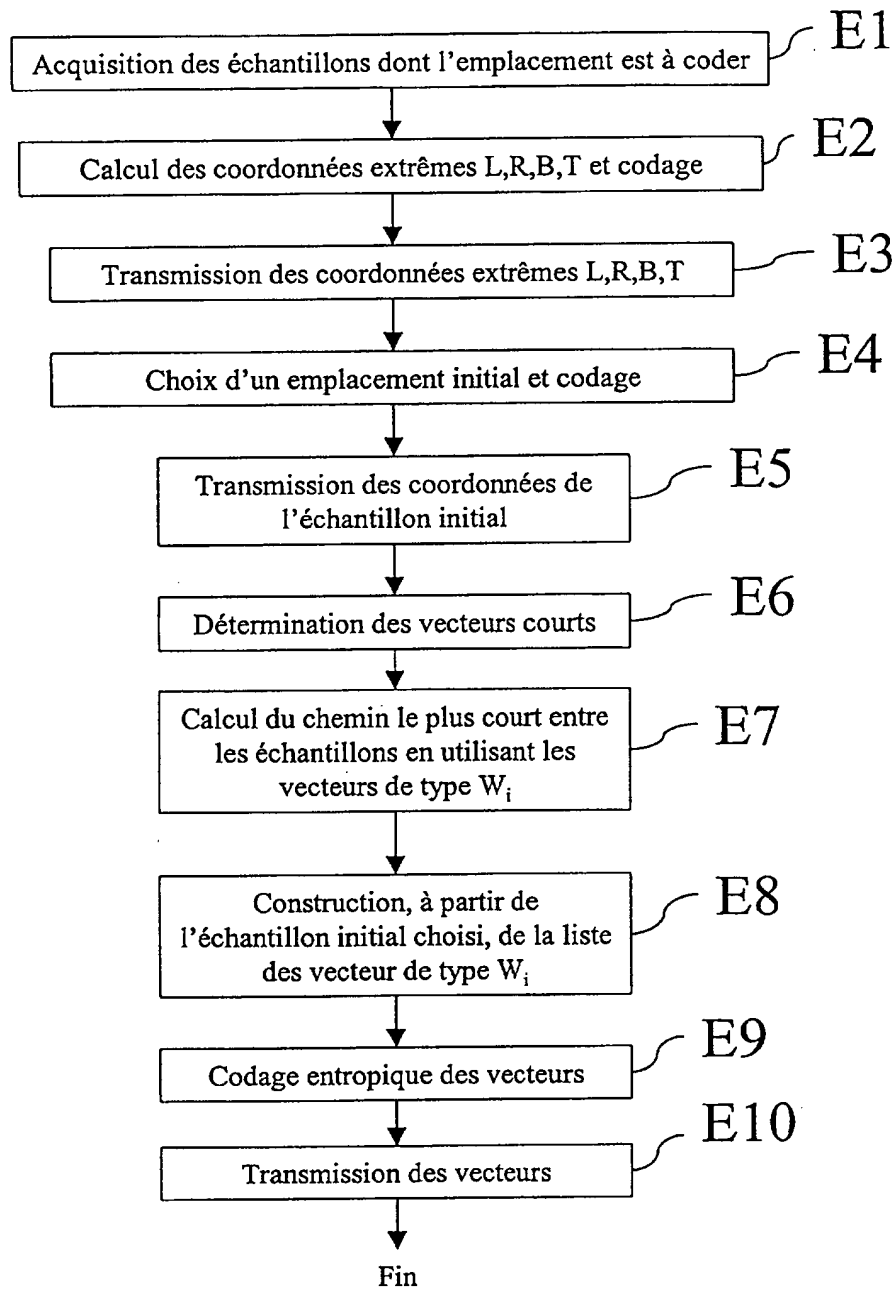 Acquisition des échantillons dont l'emplacement est à coder
E1
Calcul des coordonnées extrêmes L,R,B,T et codage
E2
Transmission des coordonnées extrêmes L,R,B,T
E3
Choix d'un emplacement initial et codage
E4
Transmission des coordonnées de
l'échantillon initial
E5
Détermination des vecteurs courts
E6
Calcul du chemin le plus court entre
les échantillons en utilisant les
vecteurs de type Wi
E7
Construction, à partir de
l'échantillon initial choisi, de la liste
des vecteur de type Wi
E8
Codage entropique des vecteurs
E9
Transmission des vecteurs
E10
Fin